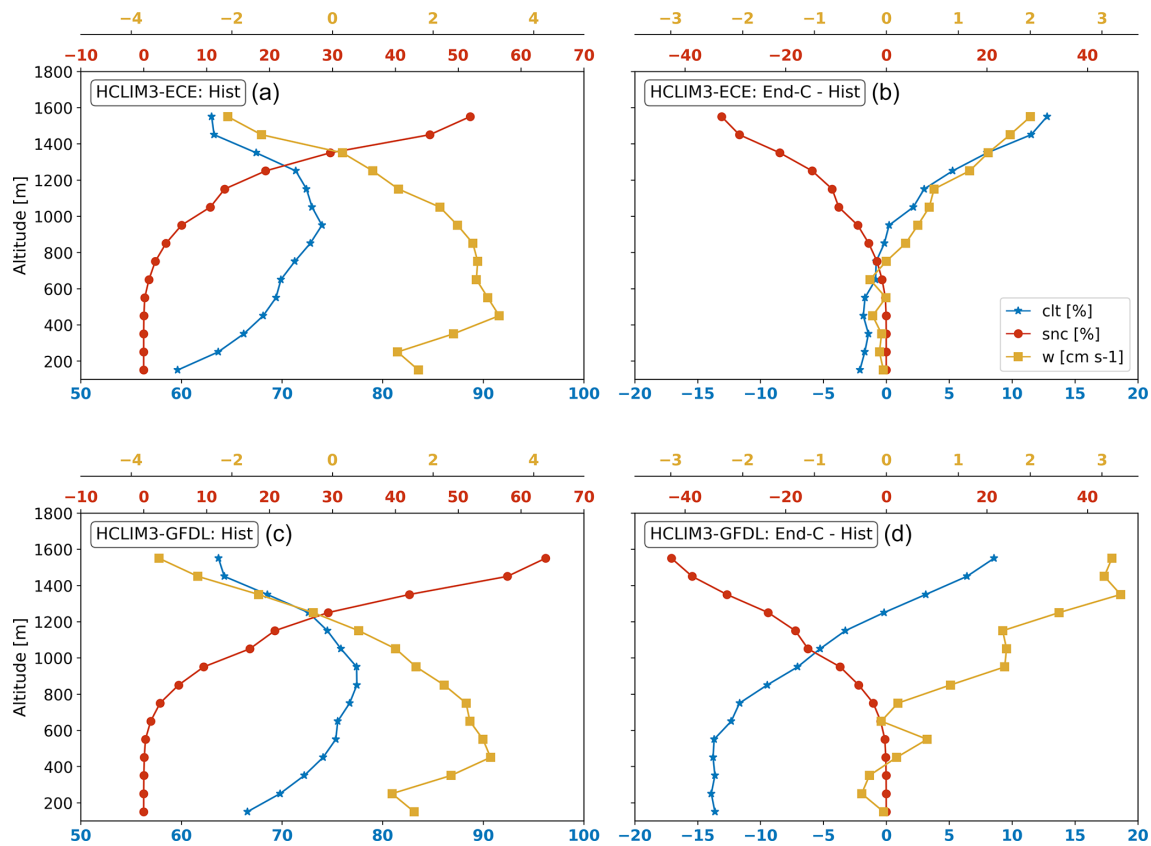 −4 −2 0 2 4
−10 0 10 20 30 40 50 60 70
HCLIM3-ECE: Hist (a)
Altitude [m]
1800
1600
1400
1200
1000
800
600
400
200
50 60 70 80 90 100
−3 −2 −1 0 1 2 3
−40 −20 0 20 40
HCLIM3-ECE: End-C - Hist (b)
clt [%]
snc [%]
w [cm s-1]
−20 −15 −10 −5 0 5 10 15 20
−4 −2 0 2 4
−10 0 10 20 30 40 50 60 70
HCLIM3-GFDL: Hist (c)
Altitude [m]
1800
1600
1400
1200
1000
800
600
400
200
50 60 70 80 90 100
−3 −2 −1 0 1 2 3
−40 −20 0 20 40
HCLIM3-GFDL: End-C - Hist (d)
−20 −15 −10 −5 0 5 10 15 20